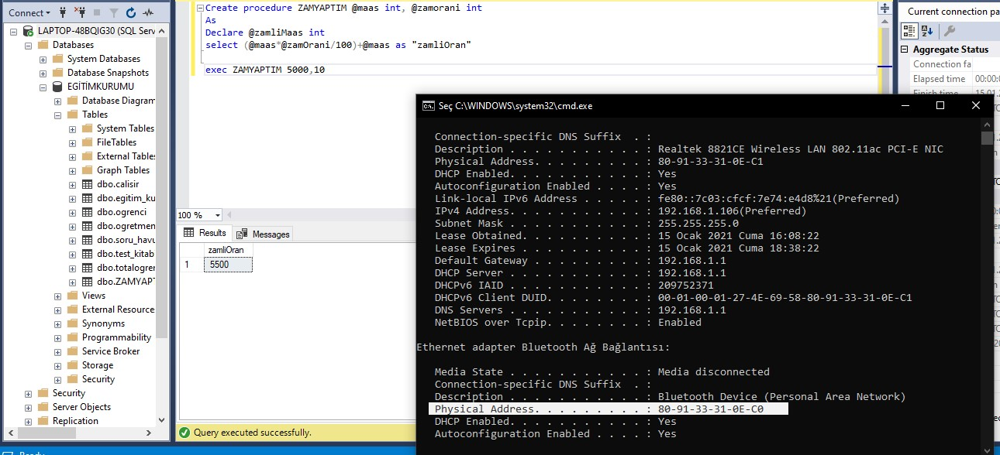 Connect
LAPTOP-48BQIG30 (SQL Serv
Databases
System Databases
Database Snapshots
EGİTİMKURUMU
Database Diagram
Tables
System Tables
FileTables
External Tables
Graph Tables
dbo.calisir
dbo.egitim_ku
dbo.ogrenci
dbo.ogretmen
dbo.soru_havu
dbo.test_kitab
dbo.totalogre
dbo.ZAMYAPT
Views
External Resource
Synonyms
Programmability
Service Broker
Storage
Security
Security
Server Objects
Replication
Create procedure ZAMYAPTIM @maas int, @zamorani int
As
Declare @zamliMaas int
select (@maas*@zamOrani/100)+@maas as "zamliOran"
exec ZAMYAPTIM 5000,10
100 %
Results Messages
zamliOran
1 5500
Query executed successfully.
Ready
Current connection pa
Aggregate Status
Connection fa
Elapsed time 00:00:0
Finish time 15.01.2
Seç C:\WINDOWS\system32\cmd.exe
Connection-specific DNS Suffix . :
Description . . . . . . . . . . . : Realtek 8821CE Wireless LAN 802.11ac PCI-E NIC
Physical Address. . . . . . . . . : 80-91-33-31-0E-C1
DHCP Enabled. . . . . . . . . . . : Yes
Autoconfiguration Enabled . . . . : Yes
Link-local IPv6 Address . . . . . : fe80::7c03:cfcf:7e74:e4d8%21(Preferred)
IPv4 Address. . . . . . . . . . . : 192.168.1.106(Preferred)
Subnet Mask . . . . . . . . . . . : 255.255.255.0
Lease Obtained. . . . . . . . . . : 15 Ocak 2021 Cuma 16:08:22
Lease Expires . . . . . . . . . . : 15 Ocak 2021 Cuma 18:38:22
Default Gateway . . . . . . . . . : 192.168.1.1
DHCP Server . . . . . . . . . . . : 192.168.1.1
DHCPv6 IAID . . . . . . . . . . . : 209752371
DHCPv6 Client DUID. . . . . . . . : 00-01-00-01-27-4E-69-58-80-91-33-31-0E-C1
DNS Servers . . . . . . . . . . . : 192.168.1.1
NetBIOS over Tcpip. . . . . . . . : Enabled
Ethernet adapter Bluetooth Ağ Bağlantısı:
Media State . . . . . . . . . . . : Media disconnected
Connection-specific DNS Suffix . :
Description . . . . . . . . . . . : Bluetooth Device (Personal Area Network)
Physical Address. . . . . . . . . : 80-91-33-31-0E-C0
DHCP Enabled. . . . . . . . . . . : Yes
Autoconfiguration Enabled . . . . : Yes